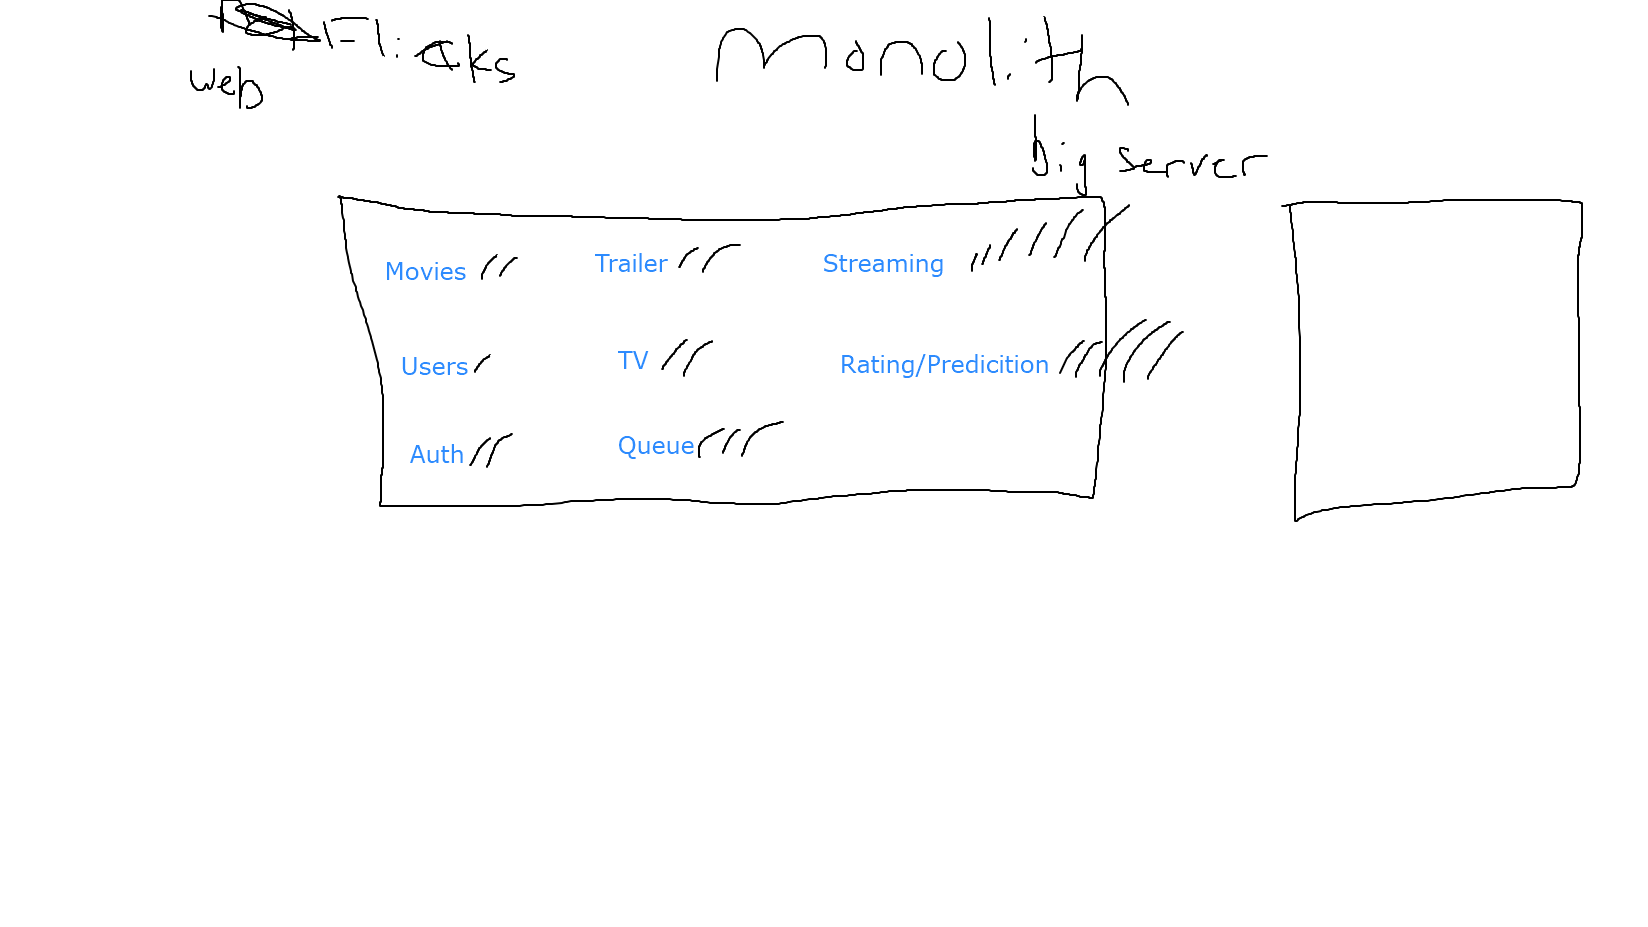 Flicks
Monolith
web
big server
Movies
Trailer
Streaming
Users
TV
Rating/Predicition
Auth
Queue